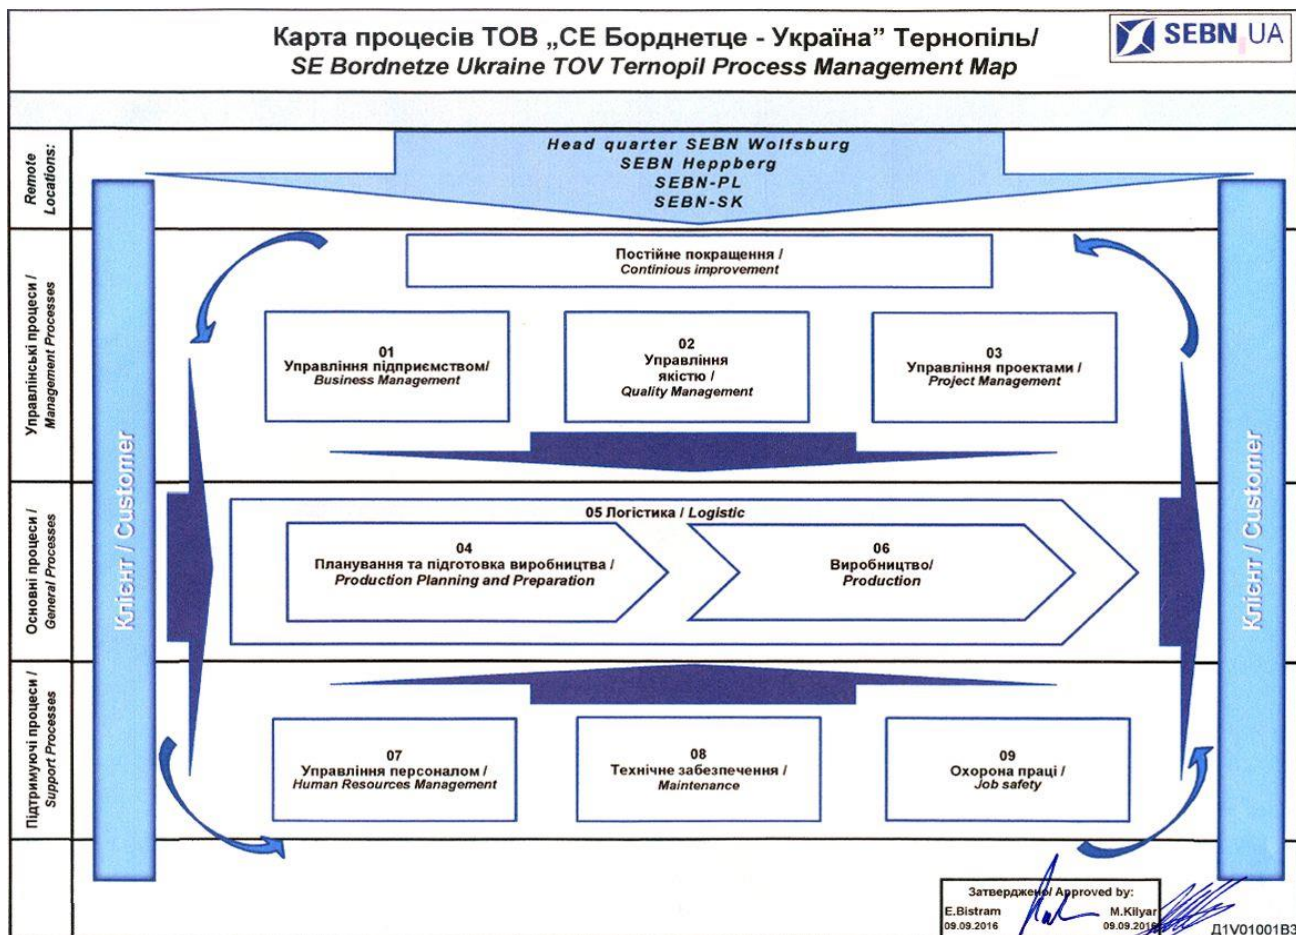 Карта процесів ТОВ „СЕ Борднетце - Україна” Тернопіль/
SE Bordnetze Ukraine TOV Ternopil Process Management Map
SEBN UA
Remote
Locations:
Head quarter SEBN Wolfsburg
SEBN Heppberg
SEBN-PL
SEBN-SK
Управлінські процеси /
Management Processes
Постійне покращення /
Continious improvement
01
Управління підприємством/
Business Management
02
Управління
якістю /
Quality Management
03
Управління проектами /
Project Management
Клієнт / Customer
Клієнт / Customer
Основні процеси /
General Processes
05 Логістика / Logistic
04
Планування та підготовка виробництва /
Production Planning and Preparation
06
Виробництво/
Production
Підтримуючі процеси /
Support Processes
07
Управління персоналом /
Human Resources Management
08
Технічне забезпечення /
Maintenance
09
Охорона праці /
Job safety
Затверджено/ Approved by:
E.Bistram M.Kilyar
09.09.2016 09.09.2016
Д1V01001B3